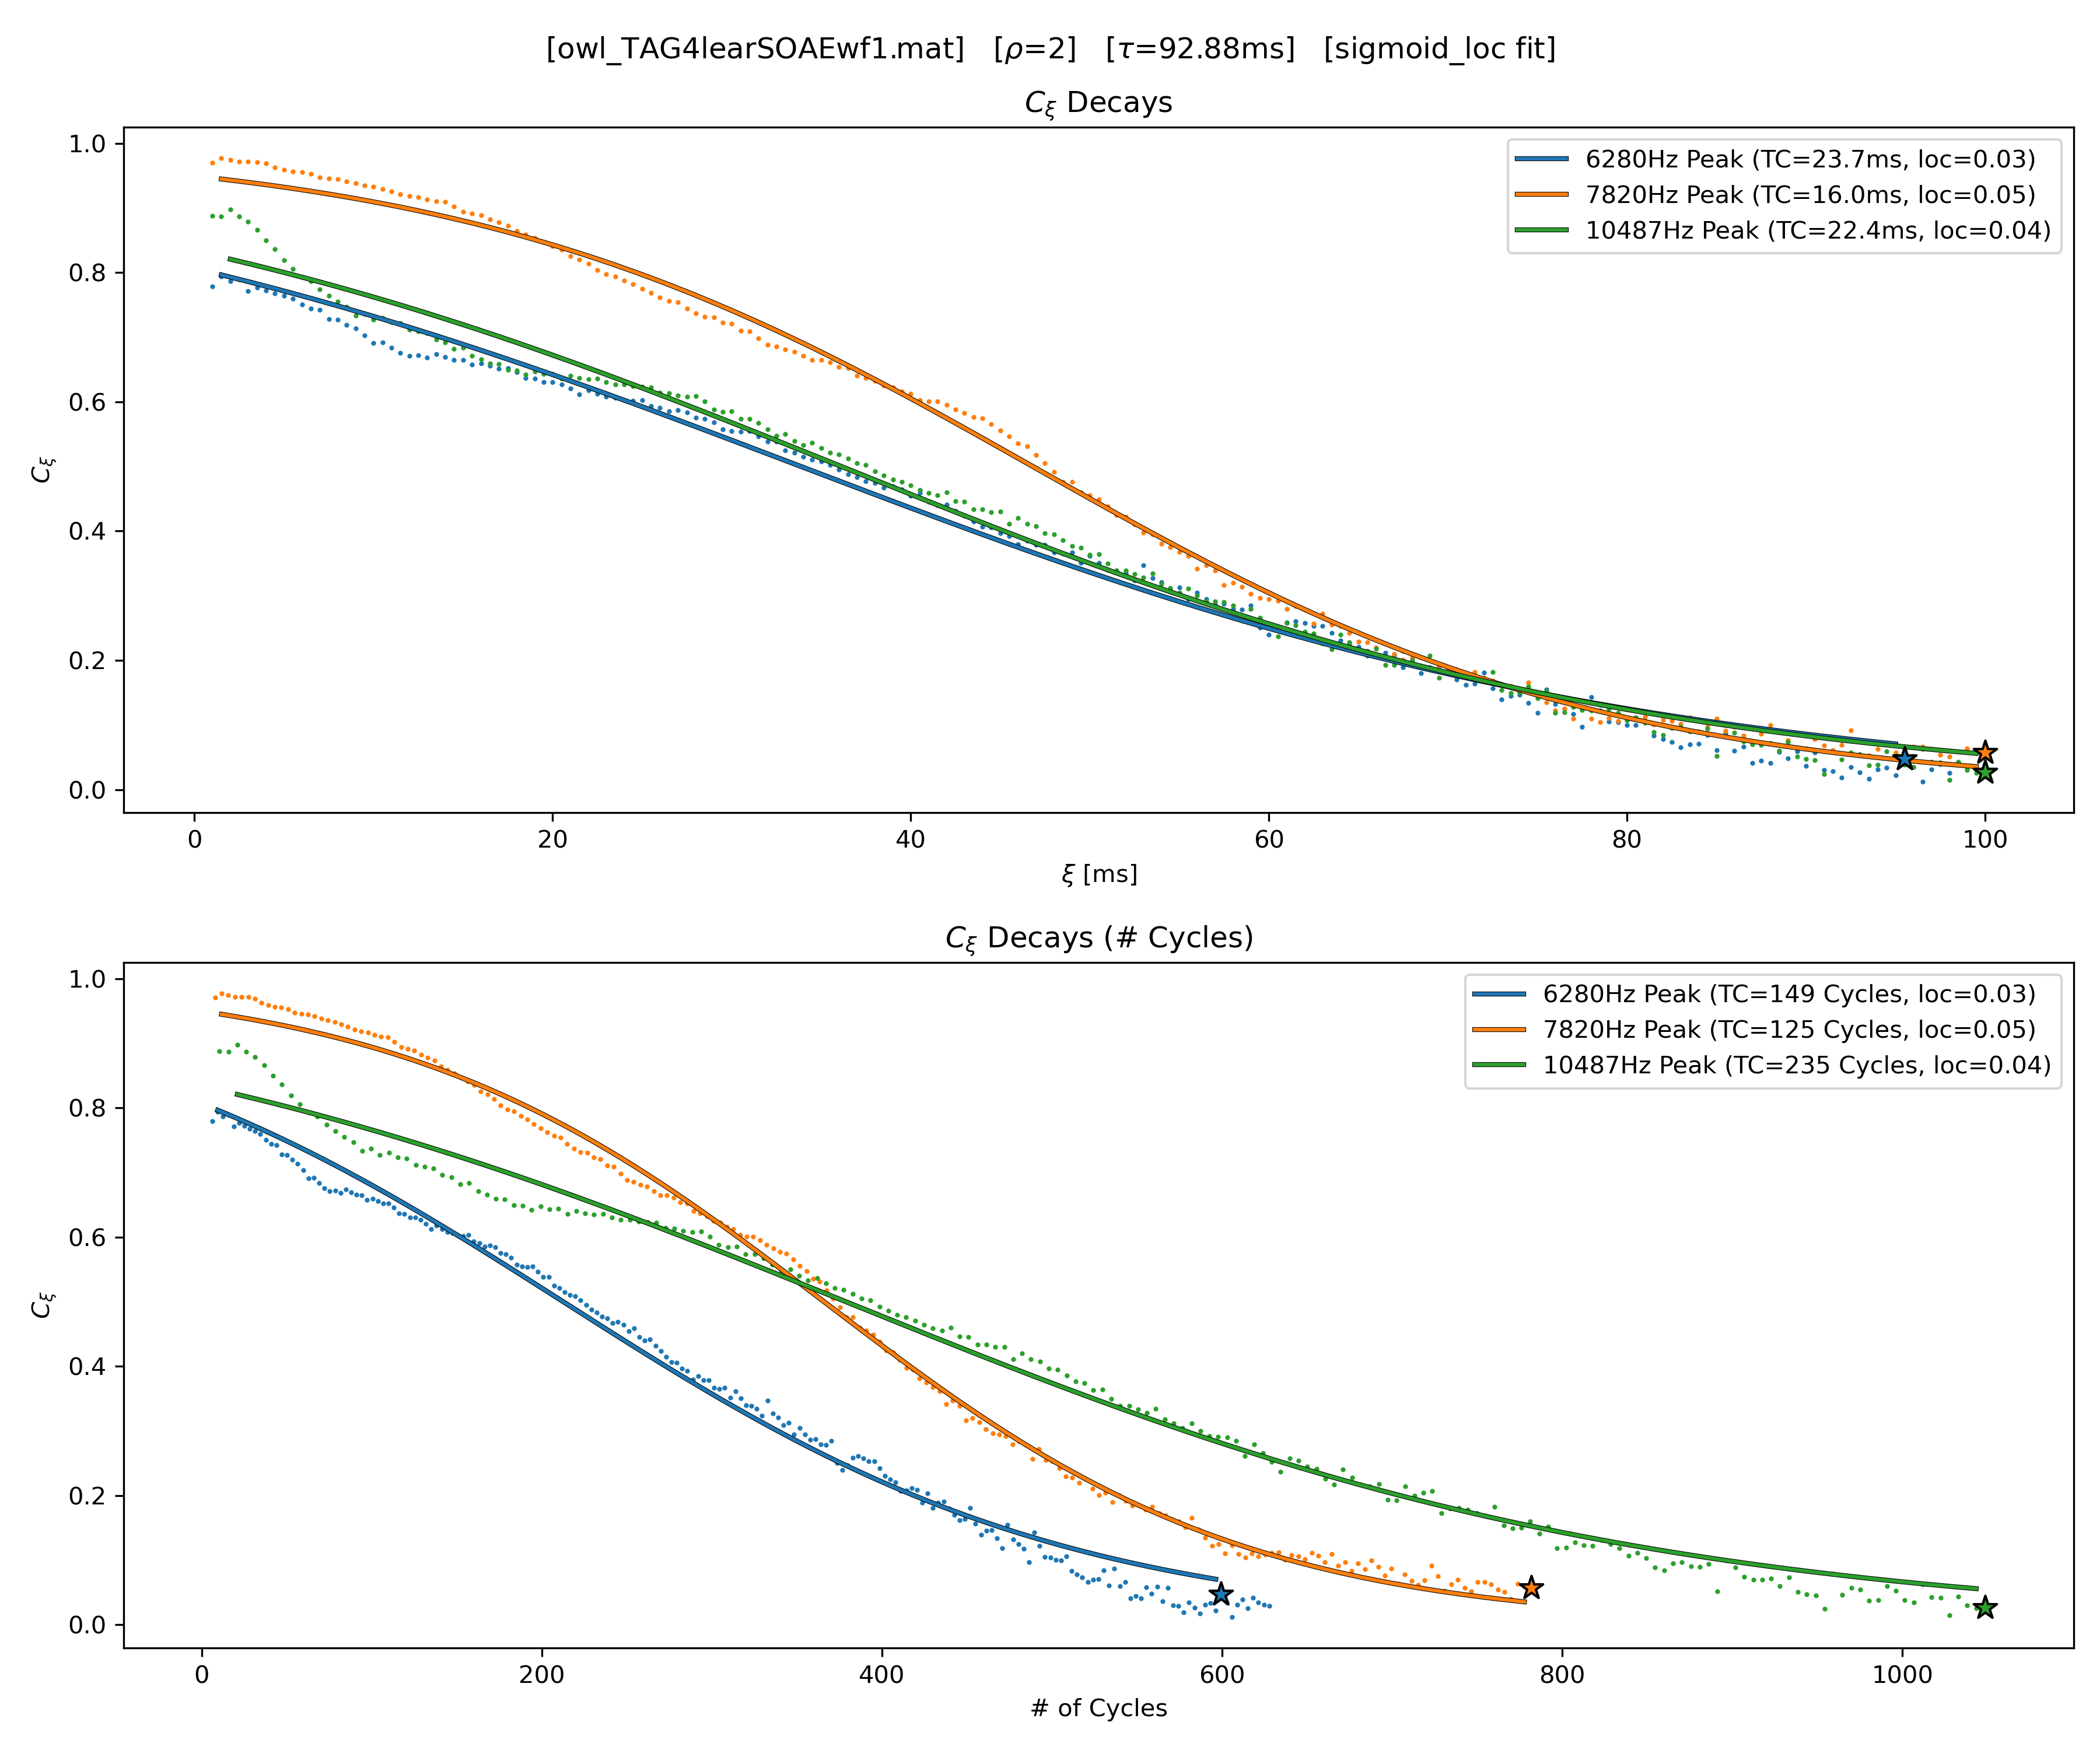 [owl_TAG4learSOAEwf1.mat] [ρ=2] [τ=92.88ms] [sigmoid_loc fit]
C_ξ Decays
1.0
0.8
0.6
0.4
0.2
0.0
C_ξ
6280Hz Peak (TC=23.7ms, loc=0.03)
7820Hz Peak (TC=16.0ms, loc=0.05)
10487Hz Peak (TC=22.4ms, loc=0.04)
0 20 40 60 80 100
ξ [ms]
C_ξ Decays (# Cycles)
1.0
0.8
0.6
0.4
0.2
0.0
C_ξ
6280Hz Peak (TC=149 Cycles, loc=0.03)
7820Hz Peak (TC=125 Cycles, loc=0.05)
10487Hz Peak (TC=235 Cycles, loc=0.04)
0 200 400 600 800 1000
# of Cycles